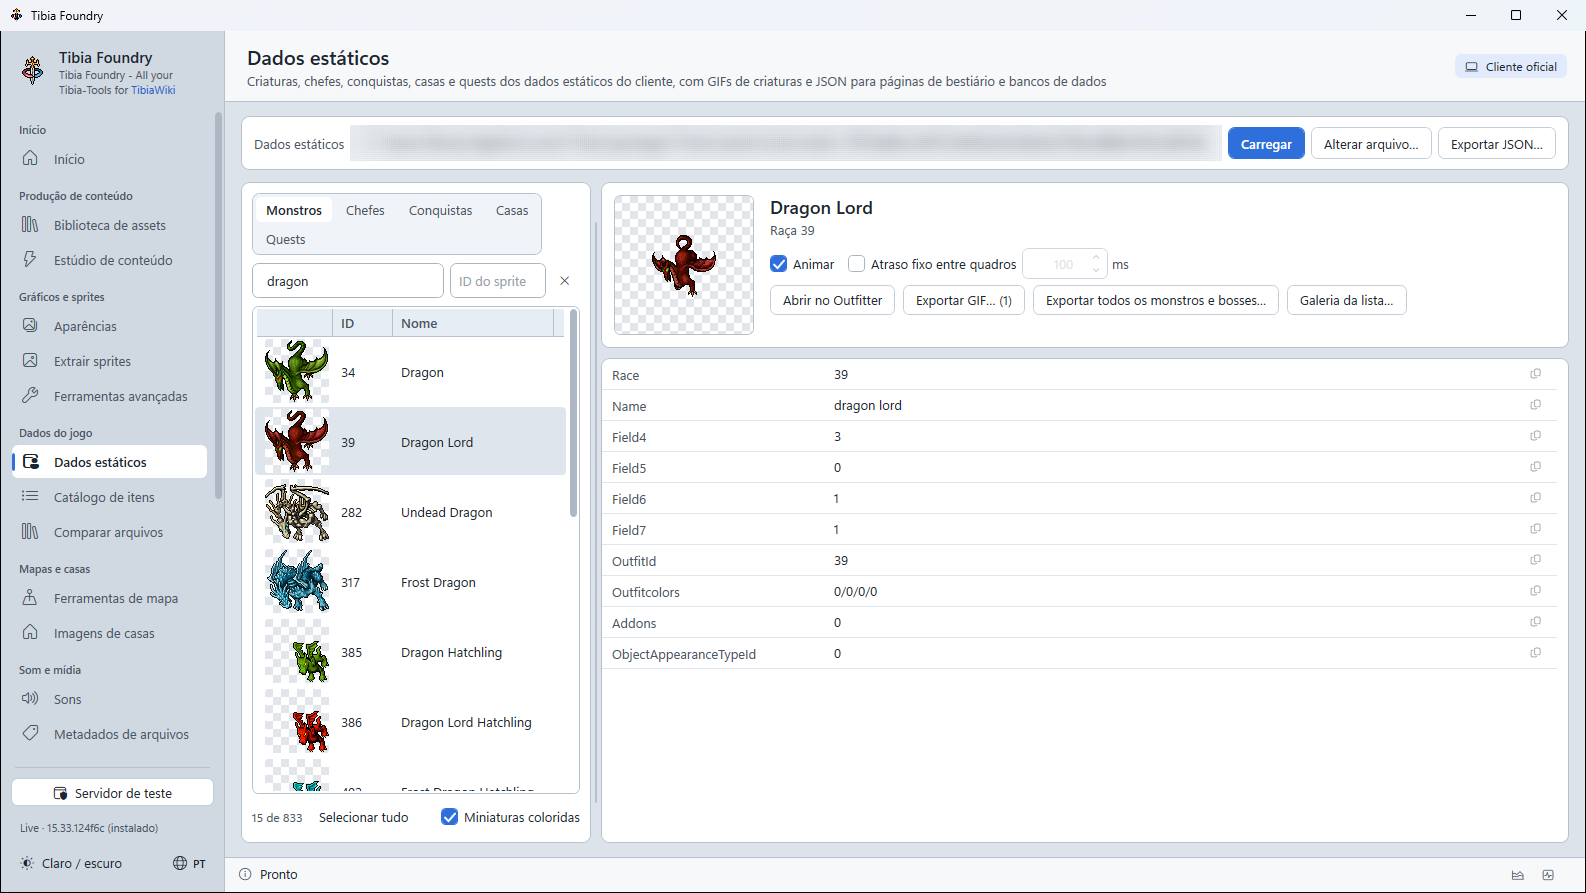 Tibia Foundry
Tibia Foundry
Tibia Foundry - All your
Tibia-Tools for TibiaWiki
Início
Início
Produção de conteúdo
Biblioteca de assets
Estúdio de conteúdo
Gráficos e sprites
Aparências
Extrair sprites
Ferramentas avançadas
Dados do jogo
Dados estáticos
Catálogo de itens
Comparar arquivos
Mapas e casas
Ferramentas de mapa
Imagens de casas
Som e mídia
Sons
Metadados de arquivos
Servidor de teste
Live · 15.33.124f6c (instalado)
Claro / escuro PT
Dados estáticos
Criaturas, chefes, conquistas, casas e quests dos dados estáticos do cliente, com GIFs de criaturas e JSON para páginas de bestiário e bancos de dados
Cliente oficial
Dados estáticos Carregar Alterar arquivo... Exportar JSON...
Monstros Chefes Conquistas Casas
Quests
dragon ID do sprite
ID Nome
34 Dragon
39 Dragon Lord
282 Undead Dragon
317 Frost Dragon
385 Dragon Hatchling
386 Dragon Lord Hatchling
15 de 833 Selecionar tudo Miniaturas coloridas
Dragon Lord
Raça 39
Animar Atraso fixo entre quadros 100 ms
Abrir no Outfitter Exportar GIF... (1) Exportar todos os monstros e bosses... Galeria da lista...
Race 39
Name dragon lord
Field4 3
Field5 0
Field6 1
Field7 1
OutfitId 39
Outfitcolors 0/0/0/0
Addons 0
ObjectAppearanceTypeId 0
Pronto